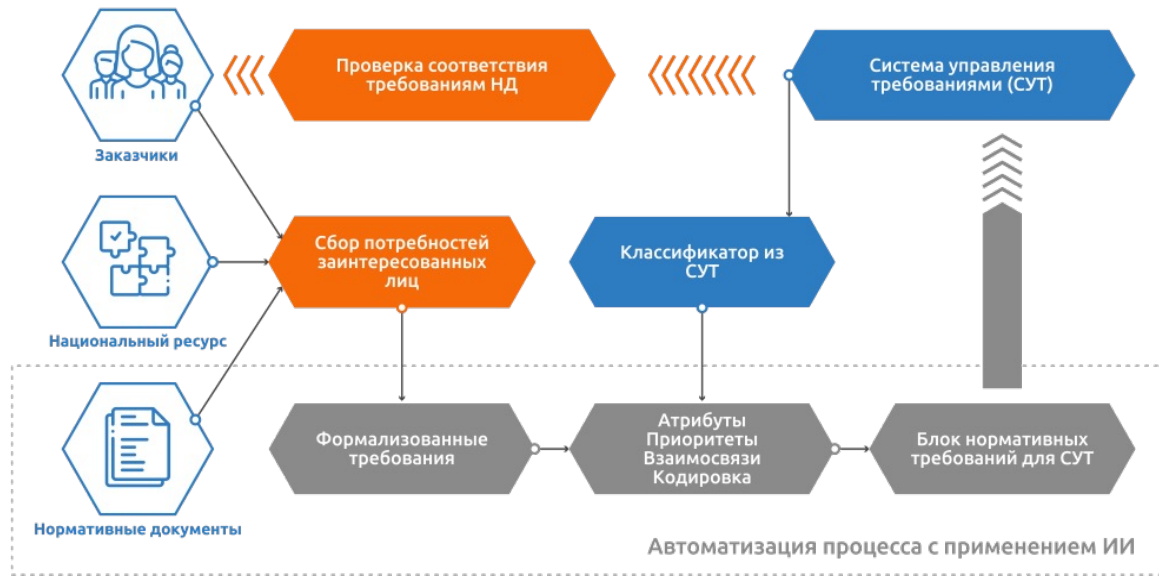 Проверка соответствия
требованиям НД
Система управления
требованиями (СУТ)
Заказчики
Сбор потребностей
заинтересованных
лиц
Классификатор из
СУТ
Национальный ресурс
Формализованные
требования
Атрибуты
Приоритеты
Взаимосвязи
Кодировка
Блок нормативных
требований для СУТ
Нормативные документы
Автоматизация процесса с применением ИИ